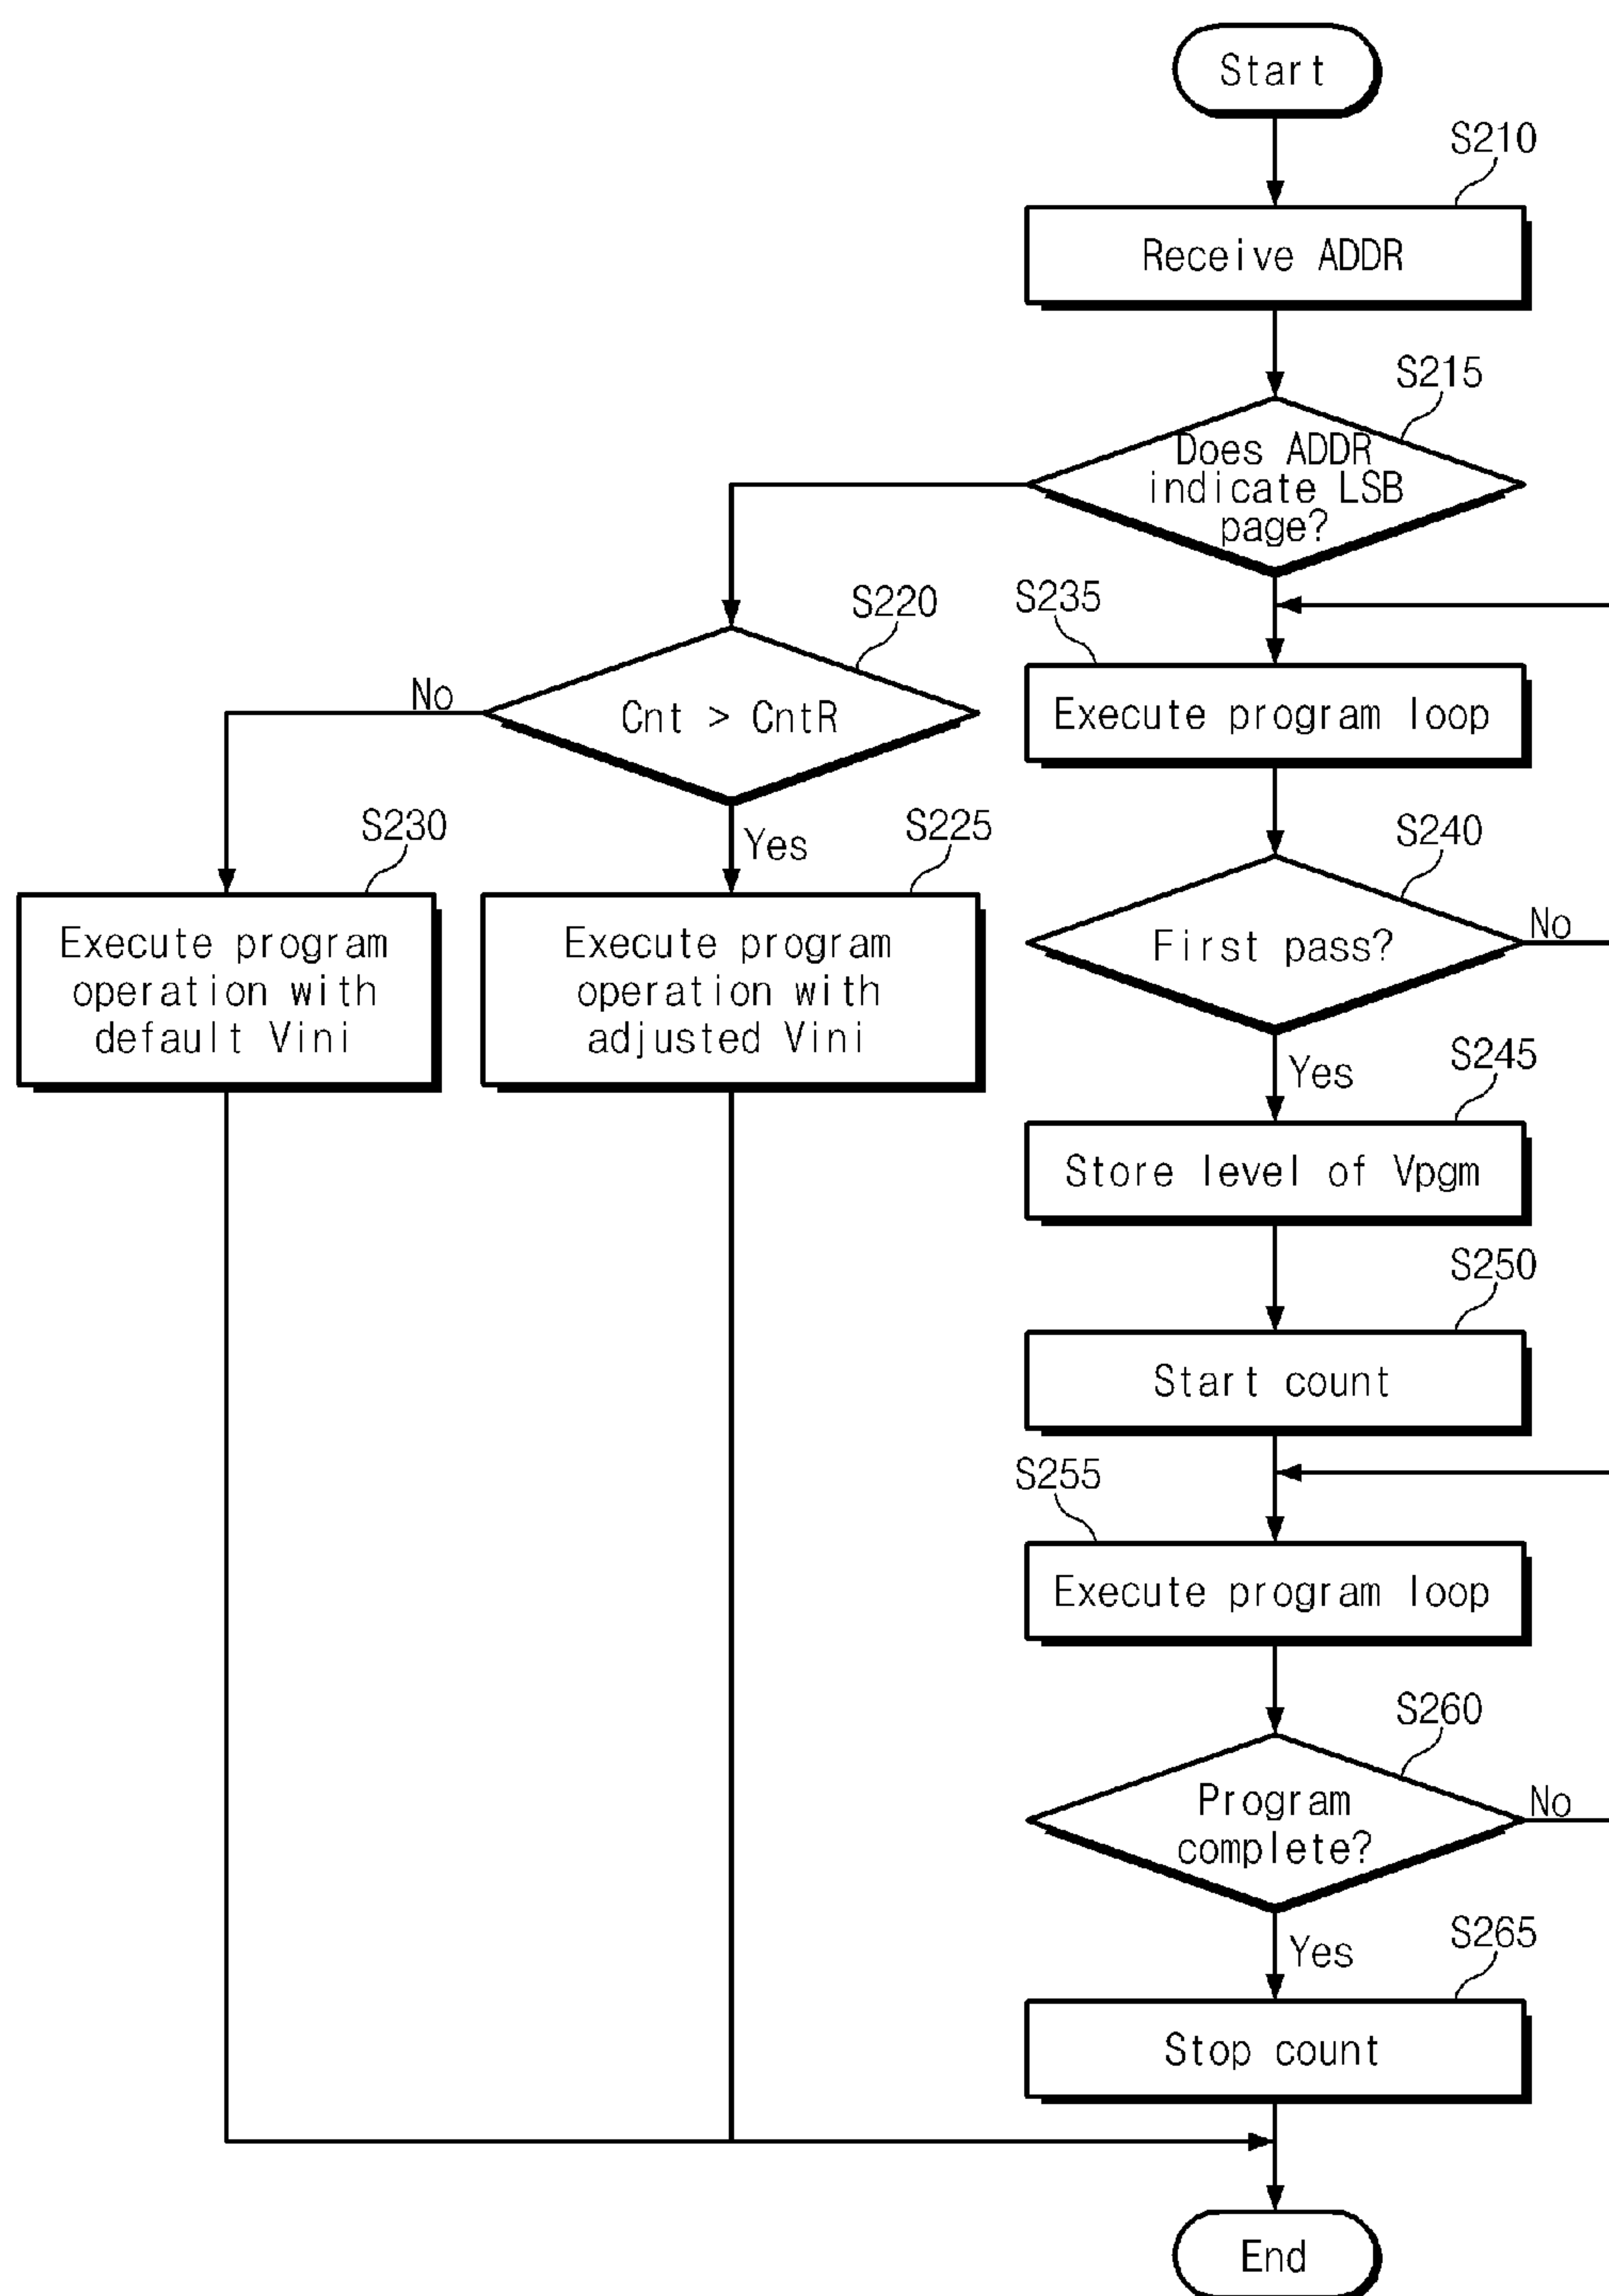 Start
S210
Receive ADDR
S215
Does ADDR
indicate LSB
page?
S220
Cnt > CntR
No
Yes
S230
Execute program
operation with
default Vini
S225
Execute program
operation with
adjusted Vini
S235
Execute program loop
S240
First pass?
No
Yes
S245
Store level of Vpgm
S250
Start count
S255
Execute program loop
S260
Program
complete?
No
Yes
S265
Stop count
End